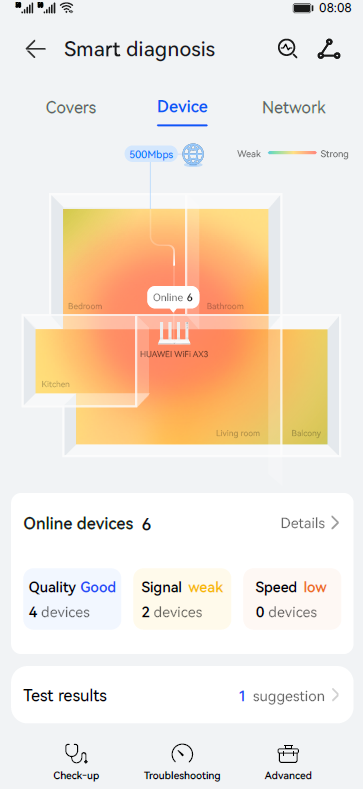 08:08
Smart diagnosis
Covers Device Network
500Mbps
Weak Strong
Bedroom Bathroom
Online 6
HUAWEI WiFi AX3
Kitchen
Living room Balcony
Online devices 6 Details
Quality Good Signal weak Speed low
4 devices 2 devices 0 devices
Test results 1 suggestion
Check-up Troubleshooting Advanced